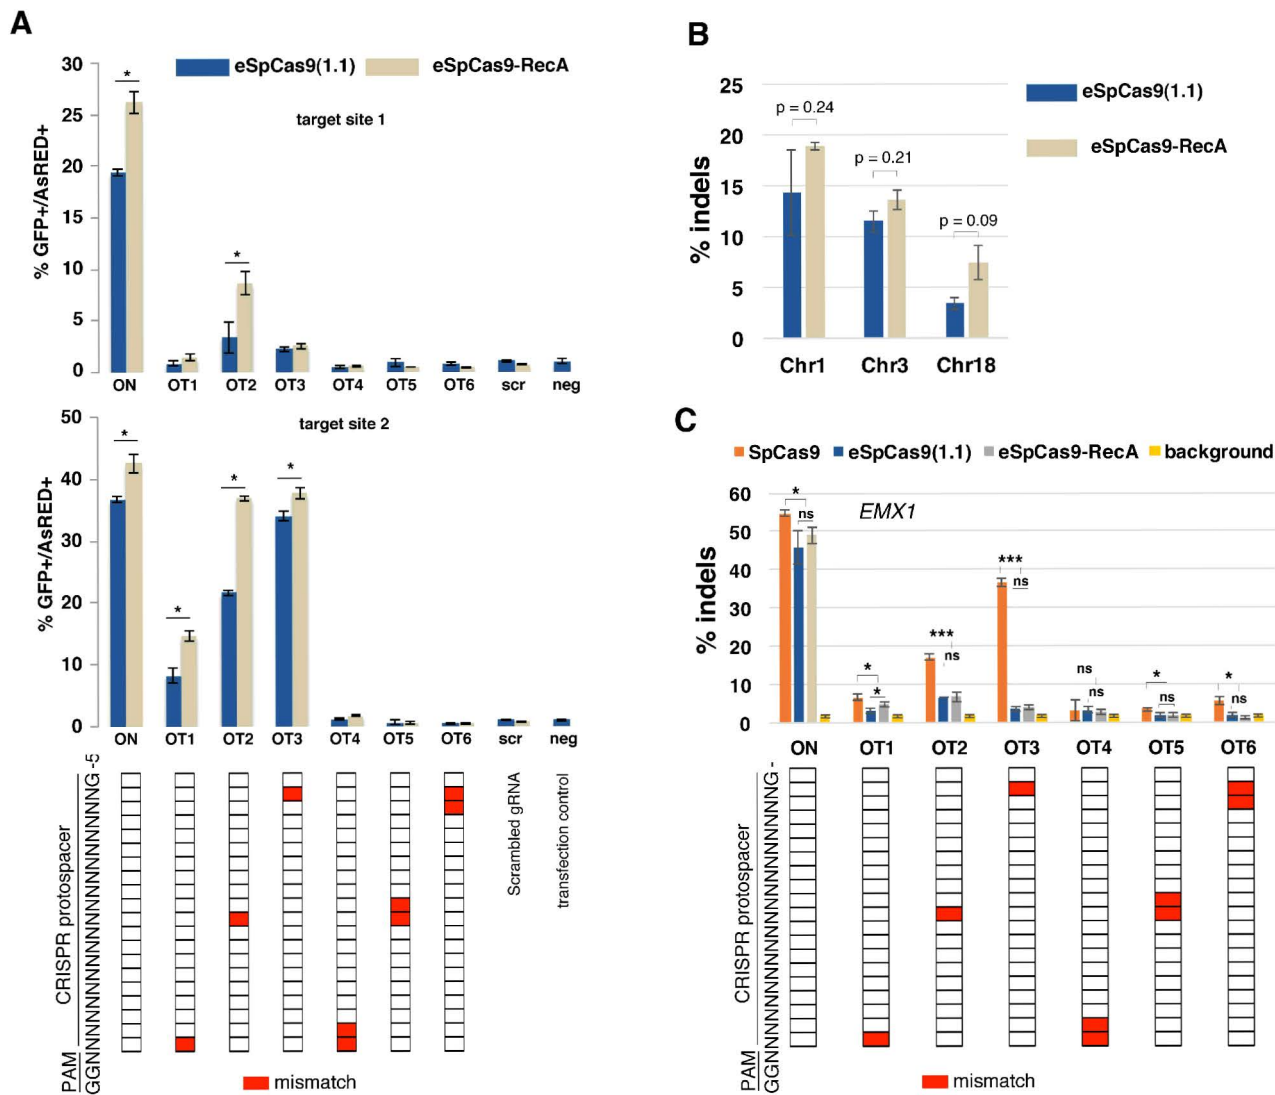 A
eSpCas9(1.1)
eSpCas9-RecA
target site 1
% GFP+/AsRED+
30
25
20
15
10
5
0
*
*
ON OT1 OT2 OT3 OT4 OT5 OT6 scr neg
target site 2
% GFP+/AsRED+
50
40
30
20
10
0
*
*
*
*
ON OT1 OT2 OT3 OT4 OT5 OT6 scr neg
PAM
CRISPR protospacer
GGNNNNNNNNNNNNNNNNNNNNNG -5
Scrambled gRNA
transfection control
mismatch
B
eSpCas9(1.1)
eSpCas9-RecA
% indels
25
20
15
10
5
0
p = 0.24
p = 0.21
p = 0.09
Chr1 Chr3 Chr18
C
SpCas9 eSpCas9(1.1) eSpCas9-RecA background
EMX1
% indels
60
50
40
30
20
10
0
*
ns
*
*
***
ns
***
ns
ns
ns
*
ns
*
ns
ON OT1 OT2 OT3 OT4 OT5 OT6
PAM
CRISPR protospacer
GGNNNNNNNNNNNNNNNNNNNNNG -
mismatch